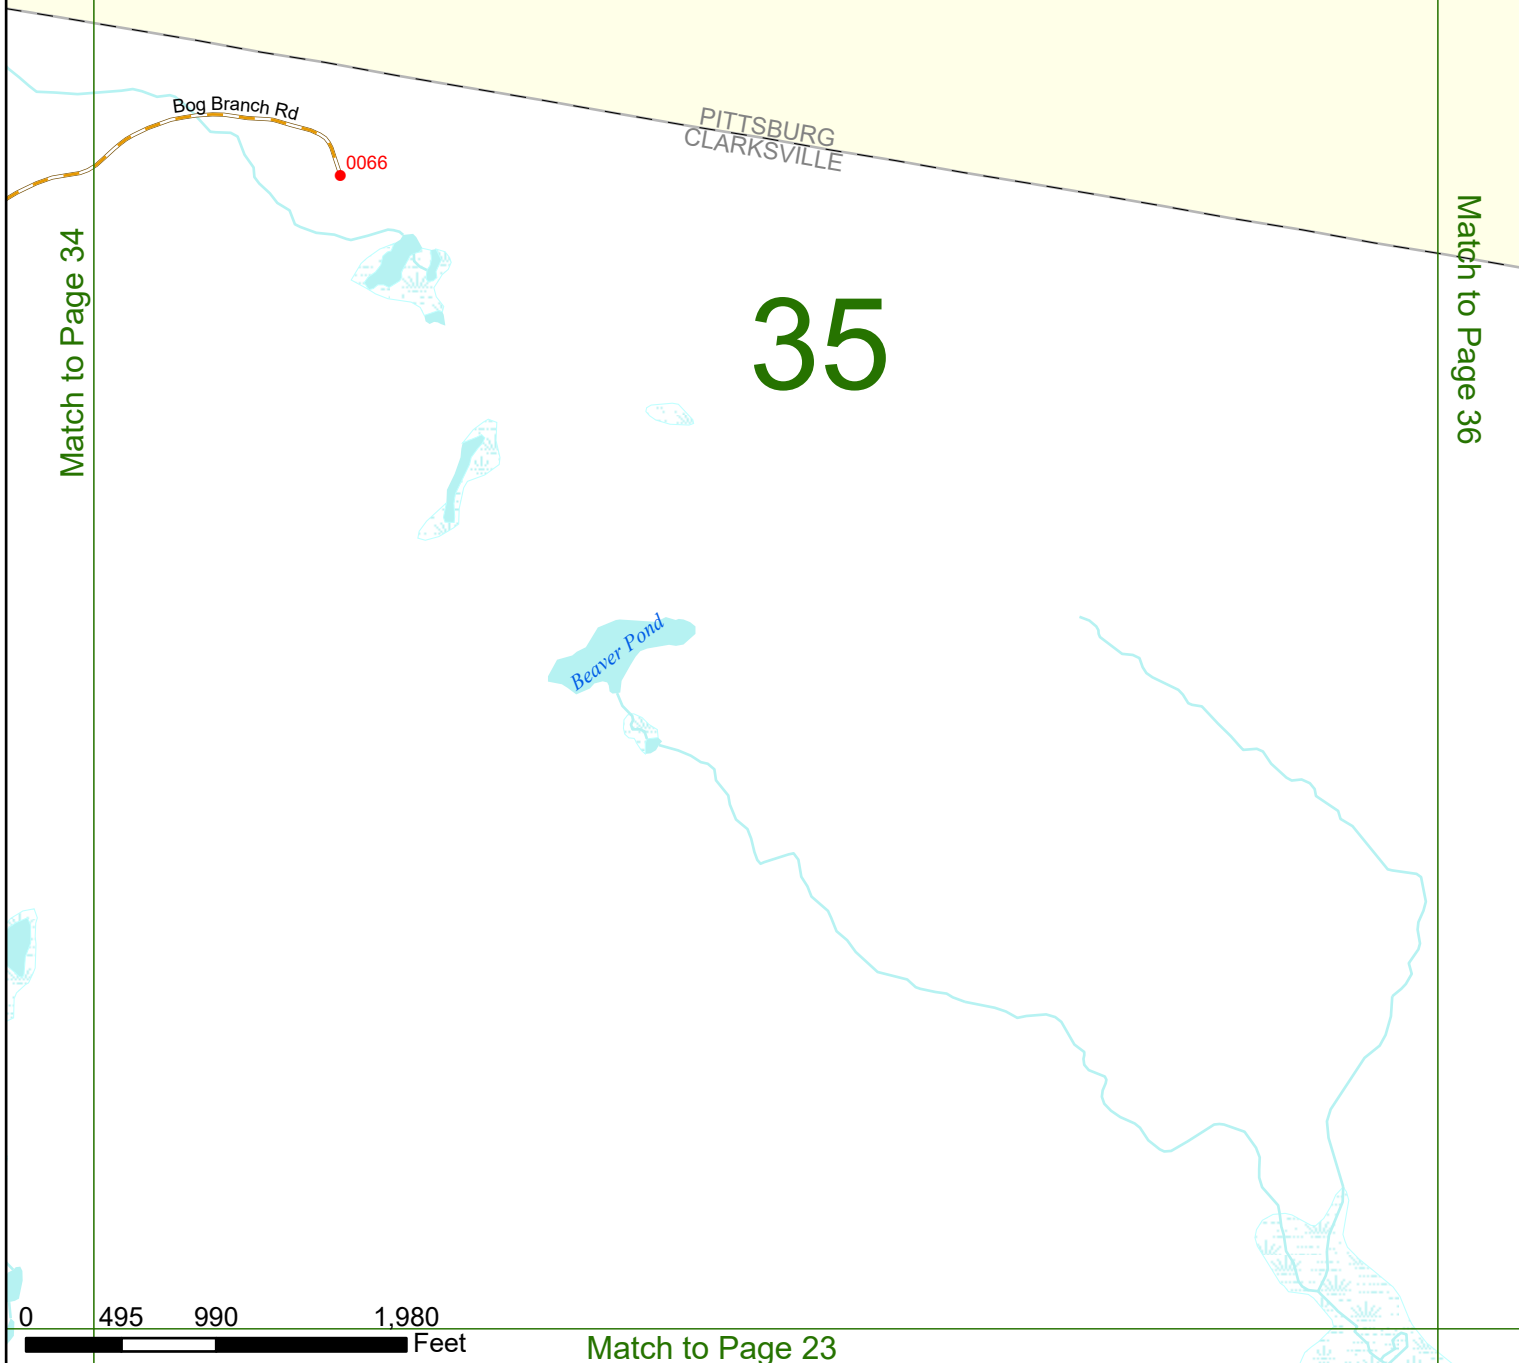 Bog Branch Rd
0066
PITTSBURG
CLARKSVILLE
Match to Page 34
35
Match to Page 36
Beaver Pond
0 495 990 1,980
Feet
Match to Page 23